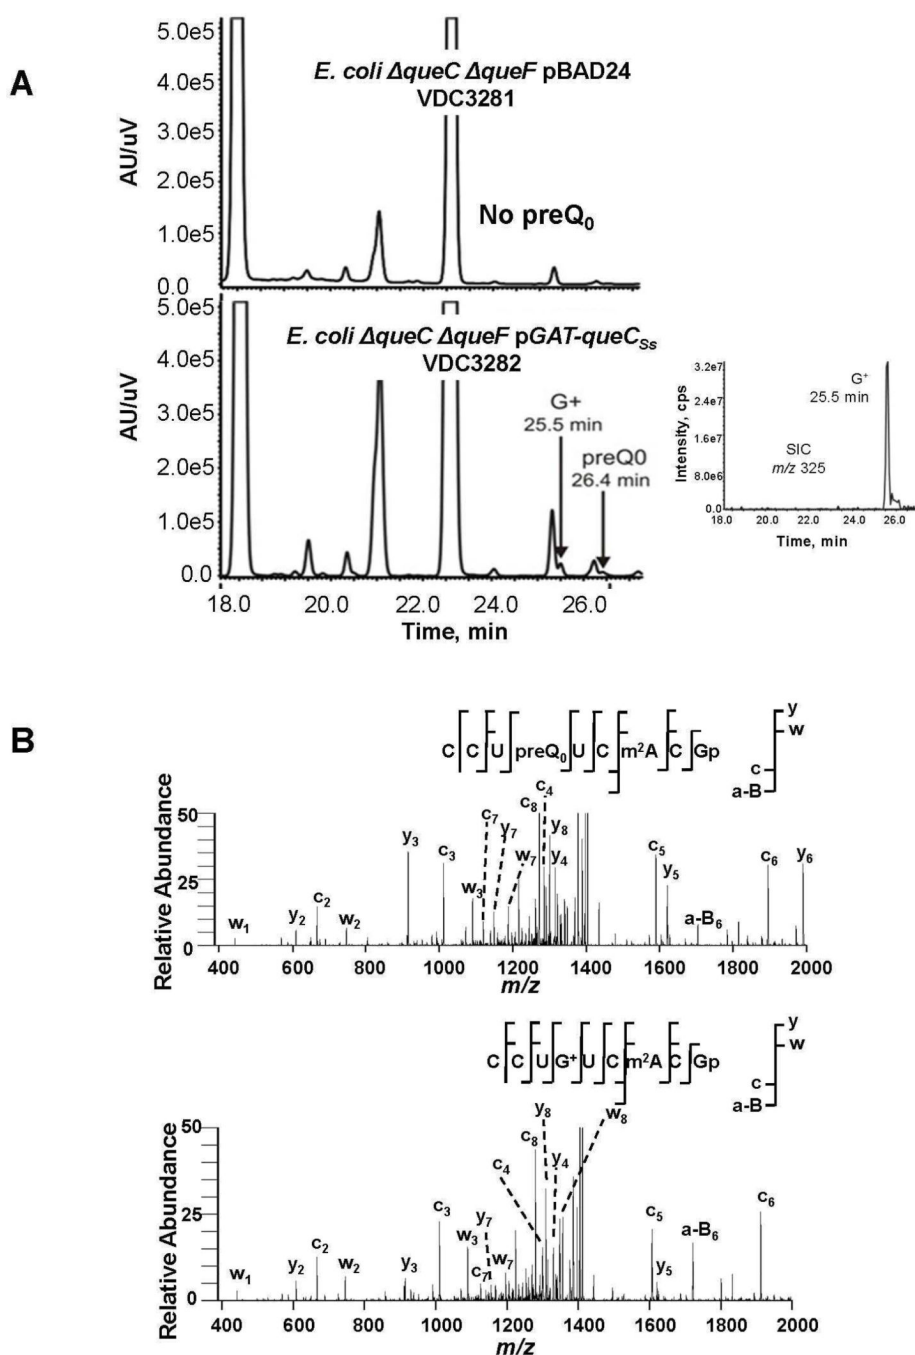 A
5.0e5
4.0e5
3.0e5
2.0e5
1.0e5
0.0
AU/uV
E. coli ΔqueC ΔqueF pBAD24
VDC3281
No preQ0
5.0e5
4.0e5
3.0e5
2.0e5
1.0e5
0.0
AU/uV
E. coli ΔqueC ΔqueF pGAT-queCSs
VDC3282
G+
25.5 min
preQ0
26.4 min
18.0 20.0 22.0 24.0 26.0
Time, min
3.2e7
2.4e7
1.6e7
8.0e6
0.0
Intensity, cps
G+
25.5 min
SIC
m/z 325
18.0 20.0 22.0 24.0 26.0
Time, min
B
C C U preQ0 U C m2A C Gp
y
w
c
a-B
50
25
0
Relative Abundance
w1 y2 c2 w2 y3 c3 w3 c7 y7 w7 c8 c4 y8 y4 c5 y5 a-B6 c6 y6
400 600 800 1000 1200 1400 1600 1800 2000
m/z
C C U G+ U C m2A C Gp
y
w
c
a-B
50
25
0
Relative Abundance
w1 y2 c2 w2 y3 c3 w3 y7 c7 w7 c4 c8 y8 y4 w8 c5 y5 a-B6 c6
400 600 800 1000 1200 1400 1600 1800 2000
m/z